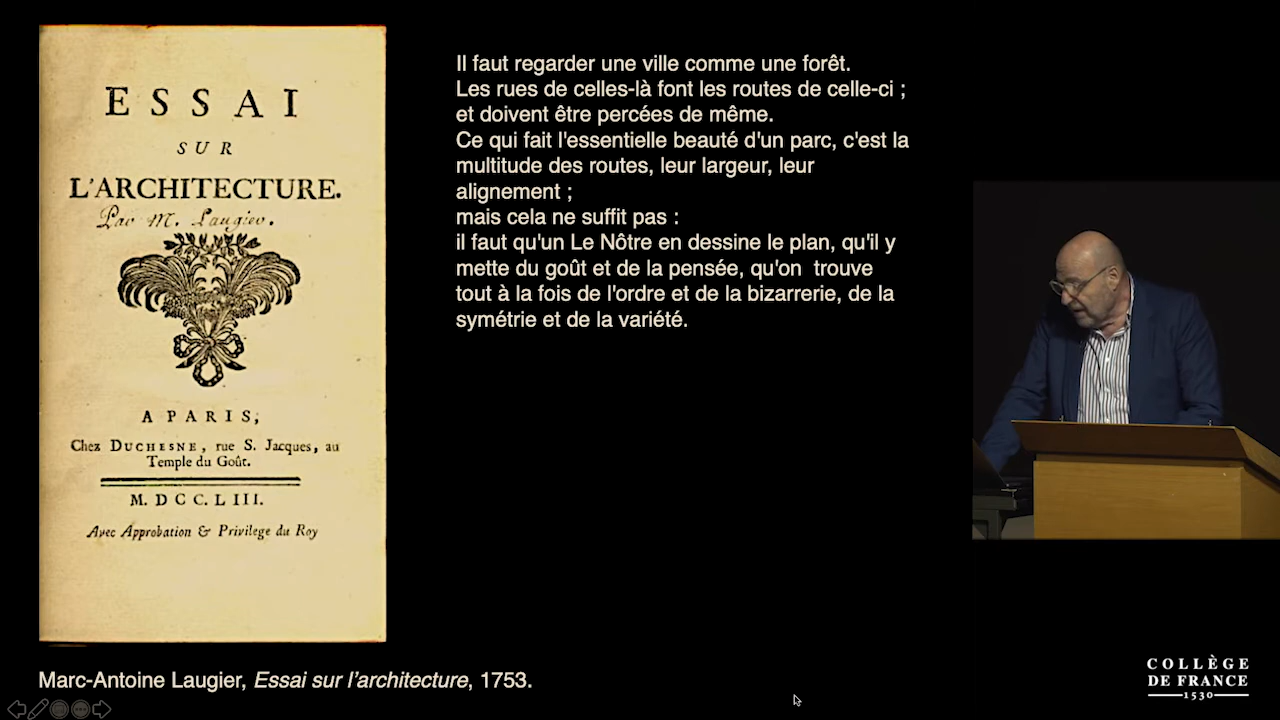 ESSAI
SUR
L'ARCHITECTURE.
Par M. Laugier.
A PARIS,
Chez DUCHESNE, rue S. Jacques, au
Temple du Goût.
M. D C C. L III.
Avec Approbation & Privilege du Roy
Il faut regarder une ville comme une forêt.
Les rues de celles-là font les routes de celle-ci ;
et doivent être percées de même.
Ce qui fait l'essentielle beauté d'un parc, c'est la
multitude des routes, leur largeur, leur
alignement ;
mais cela ne suffit pas :
il faut qu'un Le Nôtre en dessine le plan, qu'il y
mette du goût et de la pensée, qu'on trouve
tout à la fois de l'ordre et de la bizarrerie, de la
symétrie et de la variété.
Marc-Antoine Laugier, Essai sur l'architecture, 1753.
COLLÈGE
DE FRANCE
1530